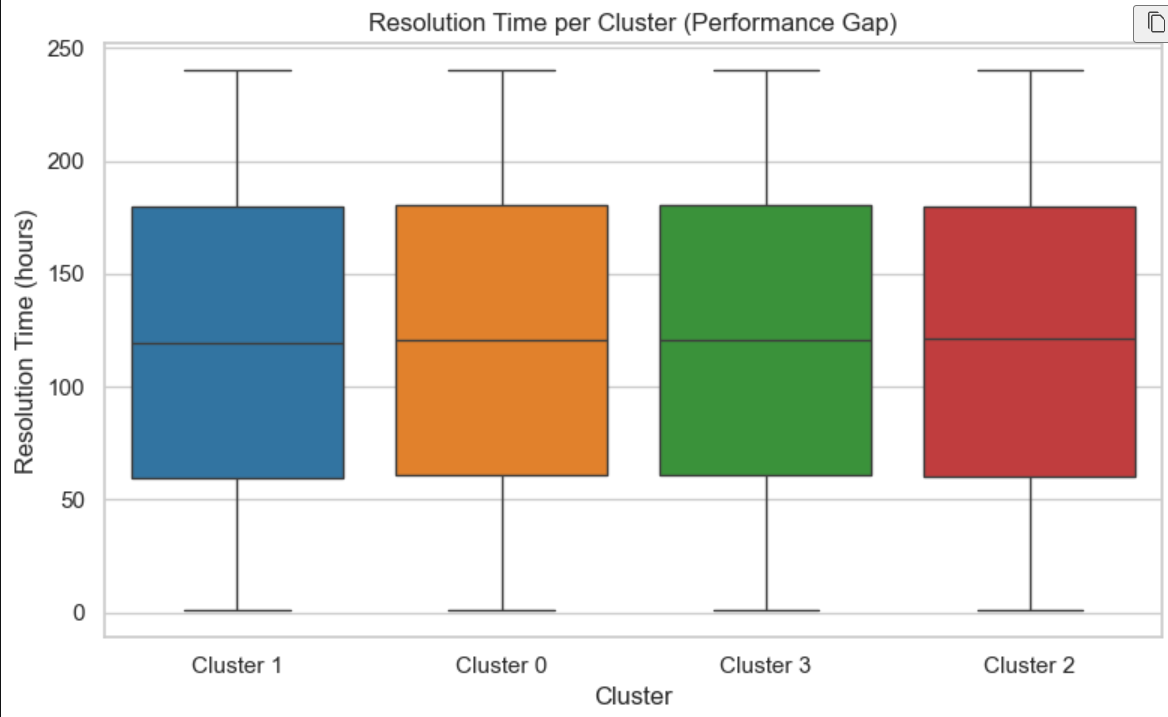 Resolution Time per Cluster (Performance Gap)
250
200
150
100
50
0
Resolution Time (hours)
Cluster 1 Cluster 0 Cluster 3 Cluster 2
Cluster